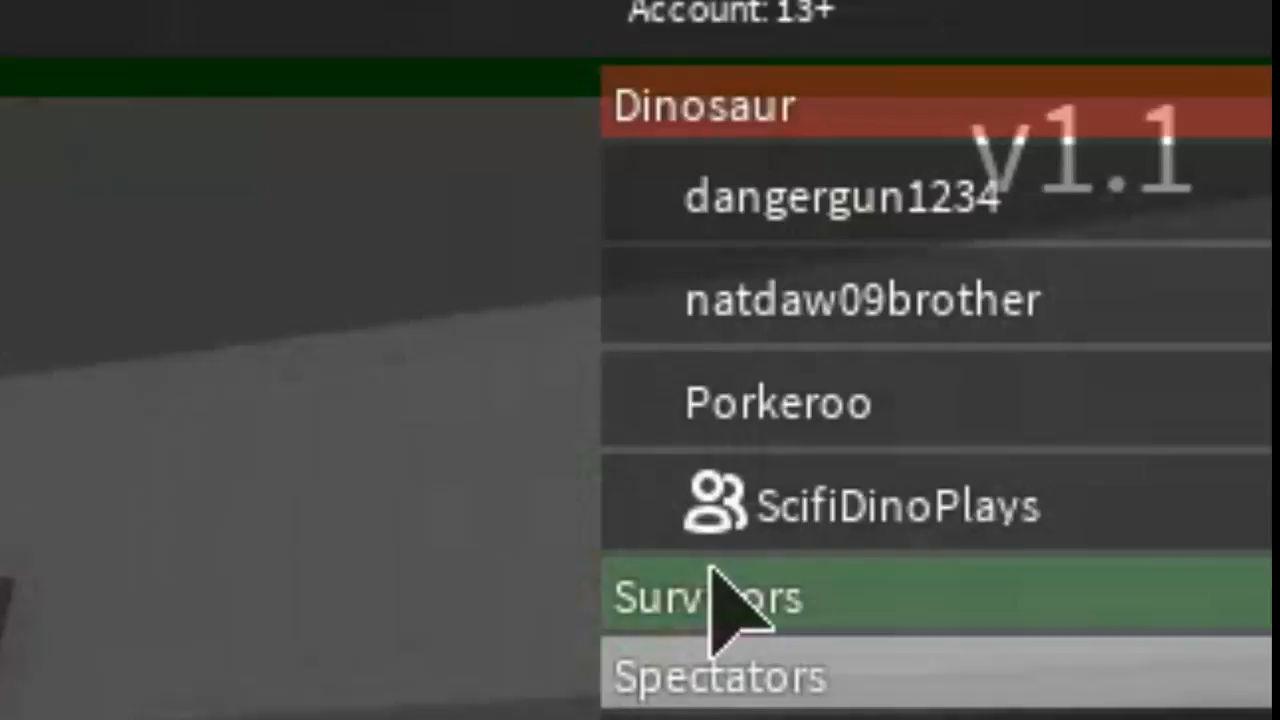 Account: 13+
Dinosaur
v1.1
dangergun1234
natdaw09brother
Porkeroo
ScifiDinoPlays
Survivors
Spectators